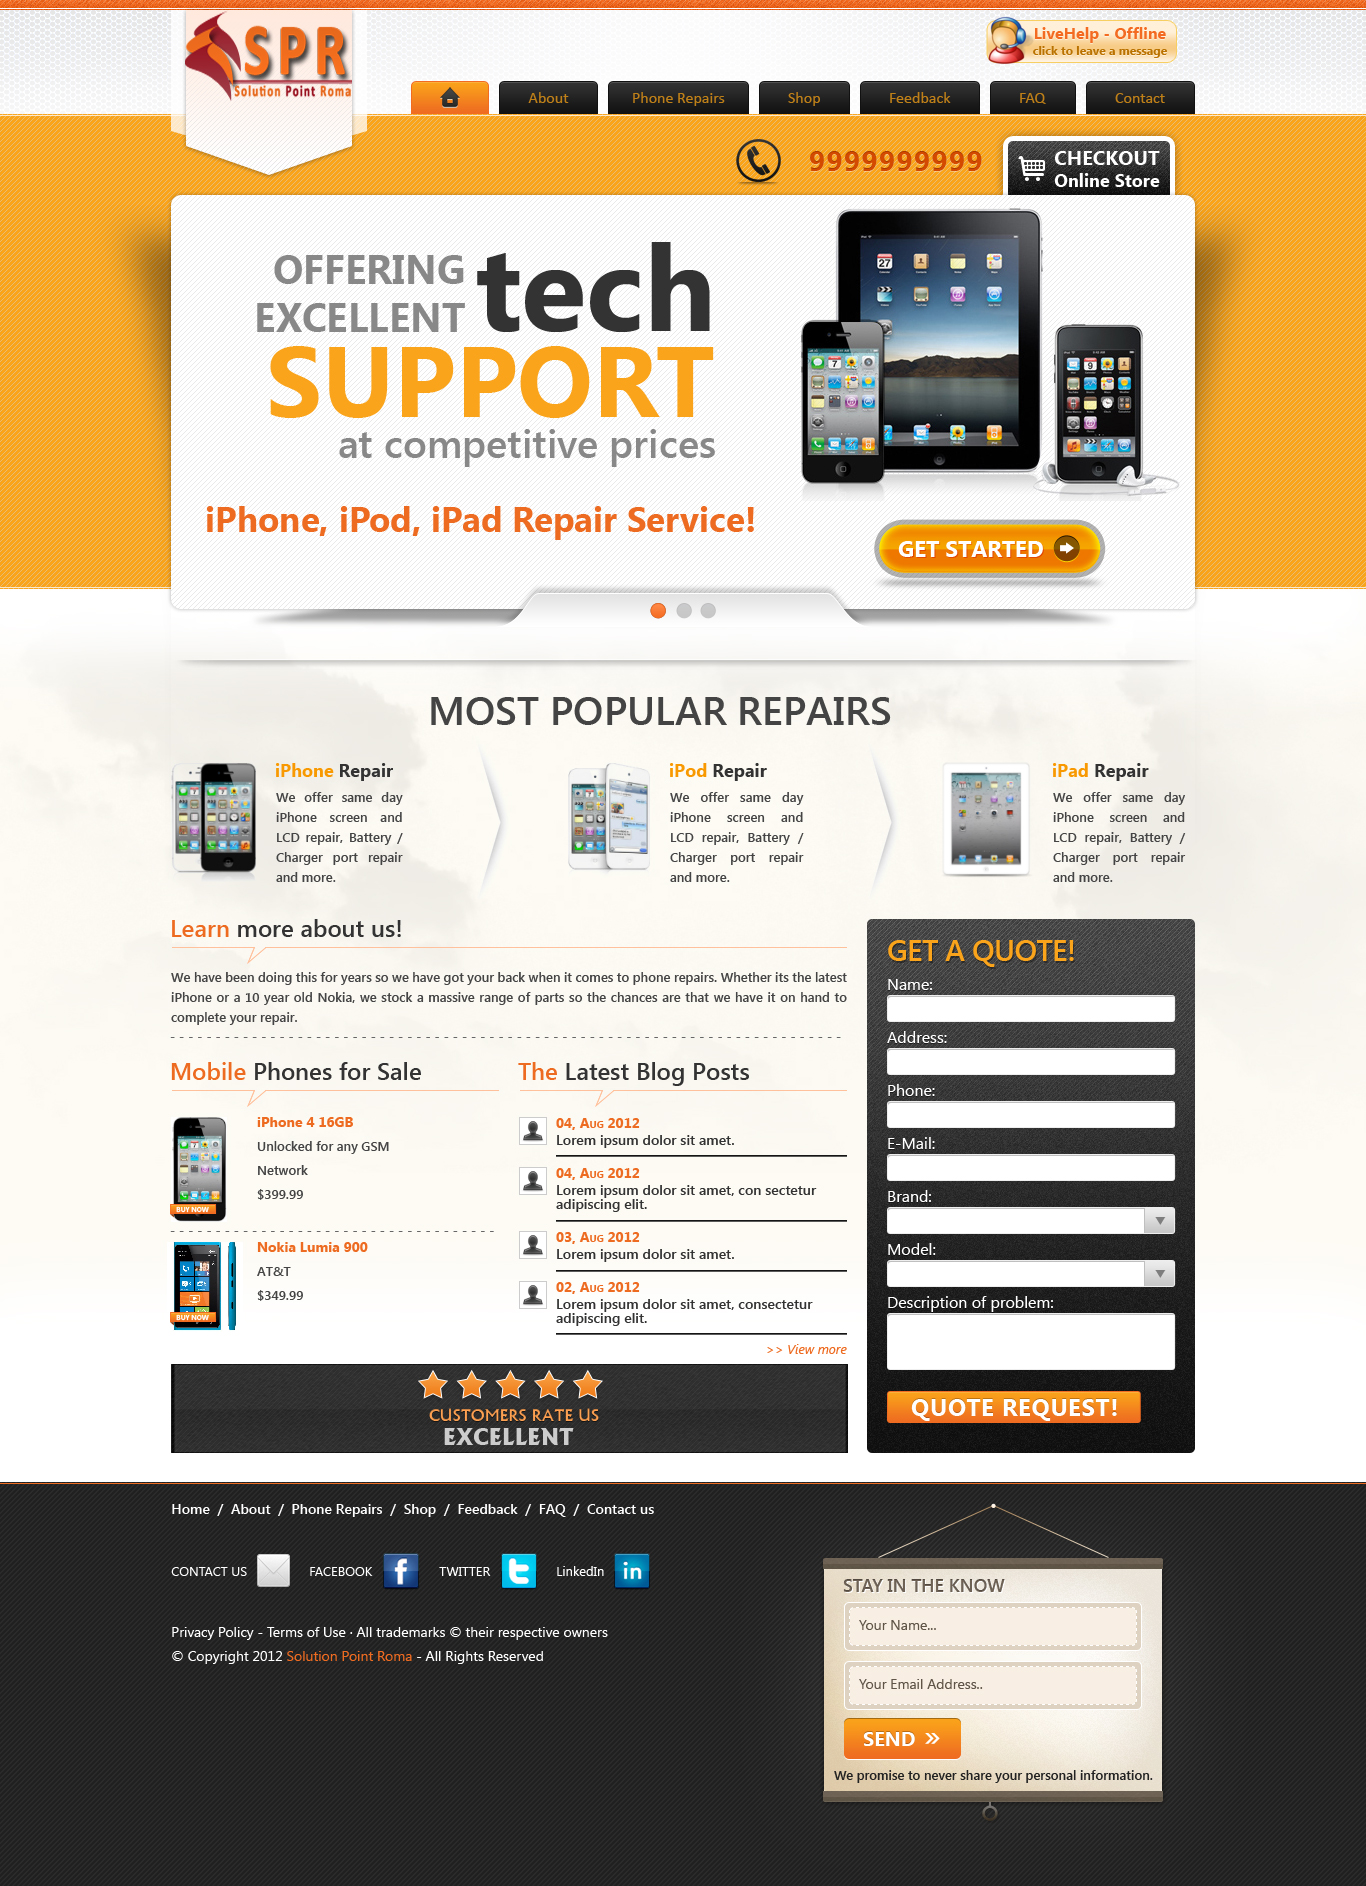 SPR
Solution Point Roma
LiveHelp - Offline
click to leave a message
About
Phone Repairs
Shop
Feedback
FAQ
Contact
9999999999
CHECKOUT
Online Store
OFFERING
EXCELLENT
tech
SUPPORT
at competitive prices
iPhone, iPod, iPad Repair Service!
GET STARTED
MOST POPULAR REPAIRS
iPhone Repair
We offer same day
iPhone screen and
LCD repair, Battery /
Charger port repair
and more.
iPod Repair
We offer same day
iPhone screen and
LCD repair, Battery /
Charger port repair
and more.
iPad Repair
We offer same day
iPhone screen and
LCD repair, Battery /
Charger port repair
and more.
Learn more about us!
We have been doing this for years so we have got your back when it comes to phone repairs. Whether its the latest
iPhone or a 10 year old Nokia, we stock a massive range of parts so the chances are that we have it on hand to
complete your repair.
Mobile Phones for Sale
iPhone 4 16GB
Unlocked for any GSM
Network
$399.99
BUY NOW
Nokia Lumia 900
AT&T
$349.99
BUY NOW
The Latest Blog Posts
04, Aug 2012
Lorem ipsum dolor sit amet.
04, Aug 2012
Lorem ipsum dolor sit amet, con sectetur
adipiscing elit.
03, Aug 2012
Lorem ipsum dolor sit amet.
02, Aug 2012
Lorem ipsum dolor sit amet, consectetur
adipiscing elit.
>> View more
CUSTOMERS RATE US
EXCELLENT
GET A QUOTE!
Name:
Address:
Phone:
E-Mail:
Brand:
Model:
Description of problem:
QUOTE REQUEST!
Home / About / Phone Repairs / Shop / Feedback / FAQ / Contact us
CONTACT US
FACEBOOK
TWITTER
LinkedIn
Privacy Policy - Terms of Use · All trademarks © their respective owners
© Copyright 2012 Solution Point Roma - All Rights Reserved
STAY IN THE KNOW
Your Name...
Your Email Address..
SEND »
We promise to never share your personal information.